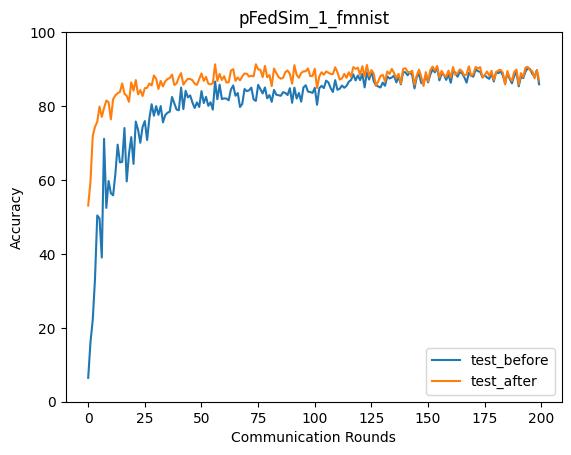 pFedSim_1_fmnist
Accuracy
100
80
60
40
20
0
0 25 50 75 100 125 150 175 200
Communication Rounds
test_before
test_after